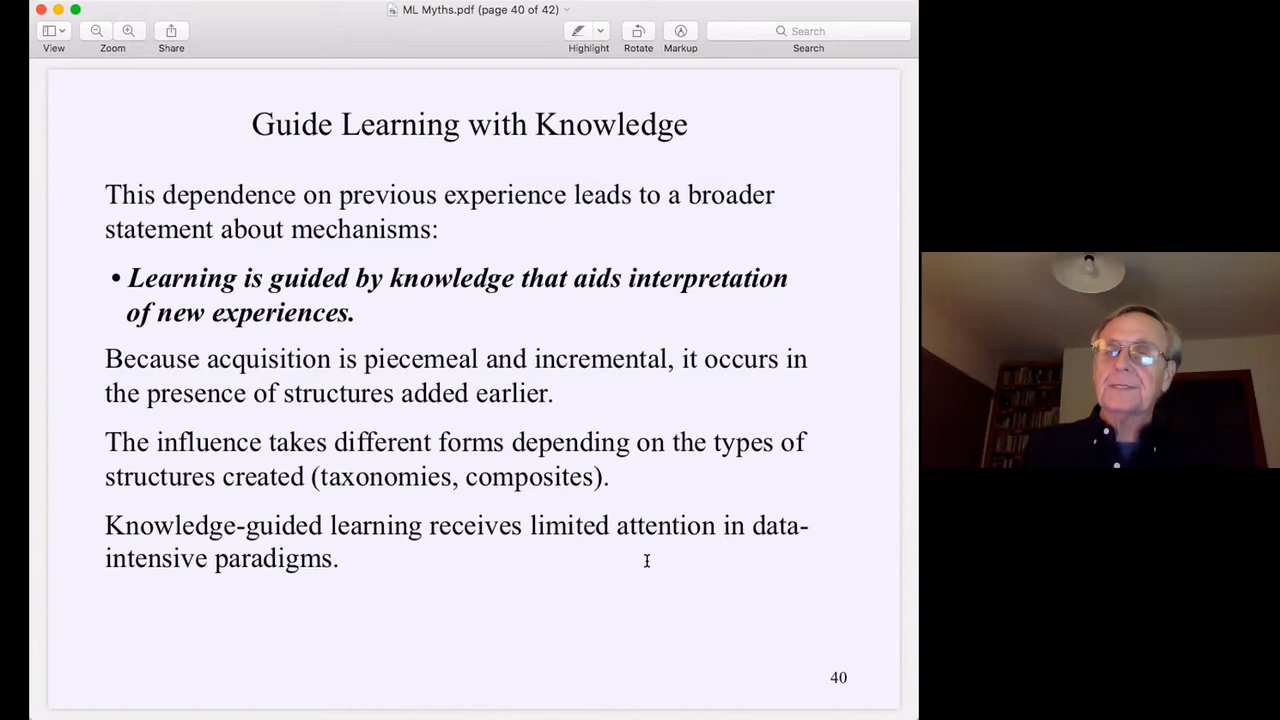 ML Myths.pdf (page 40 of 42)
View
Zoom
Share
Highlight
Rotate
Markup
Search
Search
Guide Learning with Knowledge
This dependence on previous experience leads to a broader
statement about mechanisms:
• Learning is guided by knowledge that aids interpretation
of new experiences.
Because acquisition is piecemeal and incremental, it occurs in
the presence of structures added earlier.
The influence takes different forms depending on the types of
structures created (taxonomies, composites).
Knowledge-guided learning receives limited attention in data-
intensive paradigms.
40